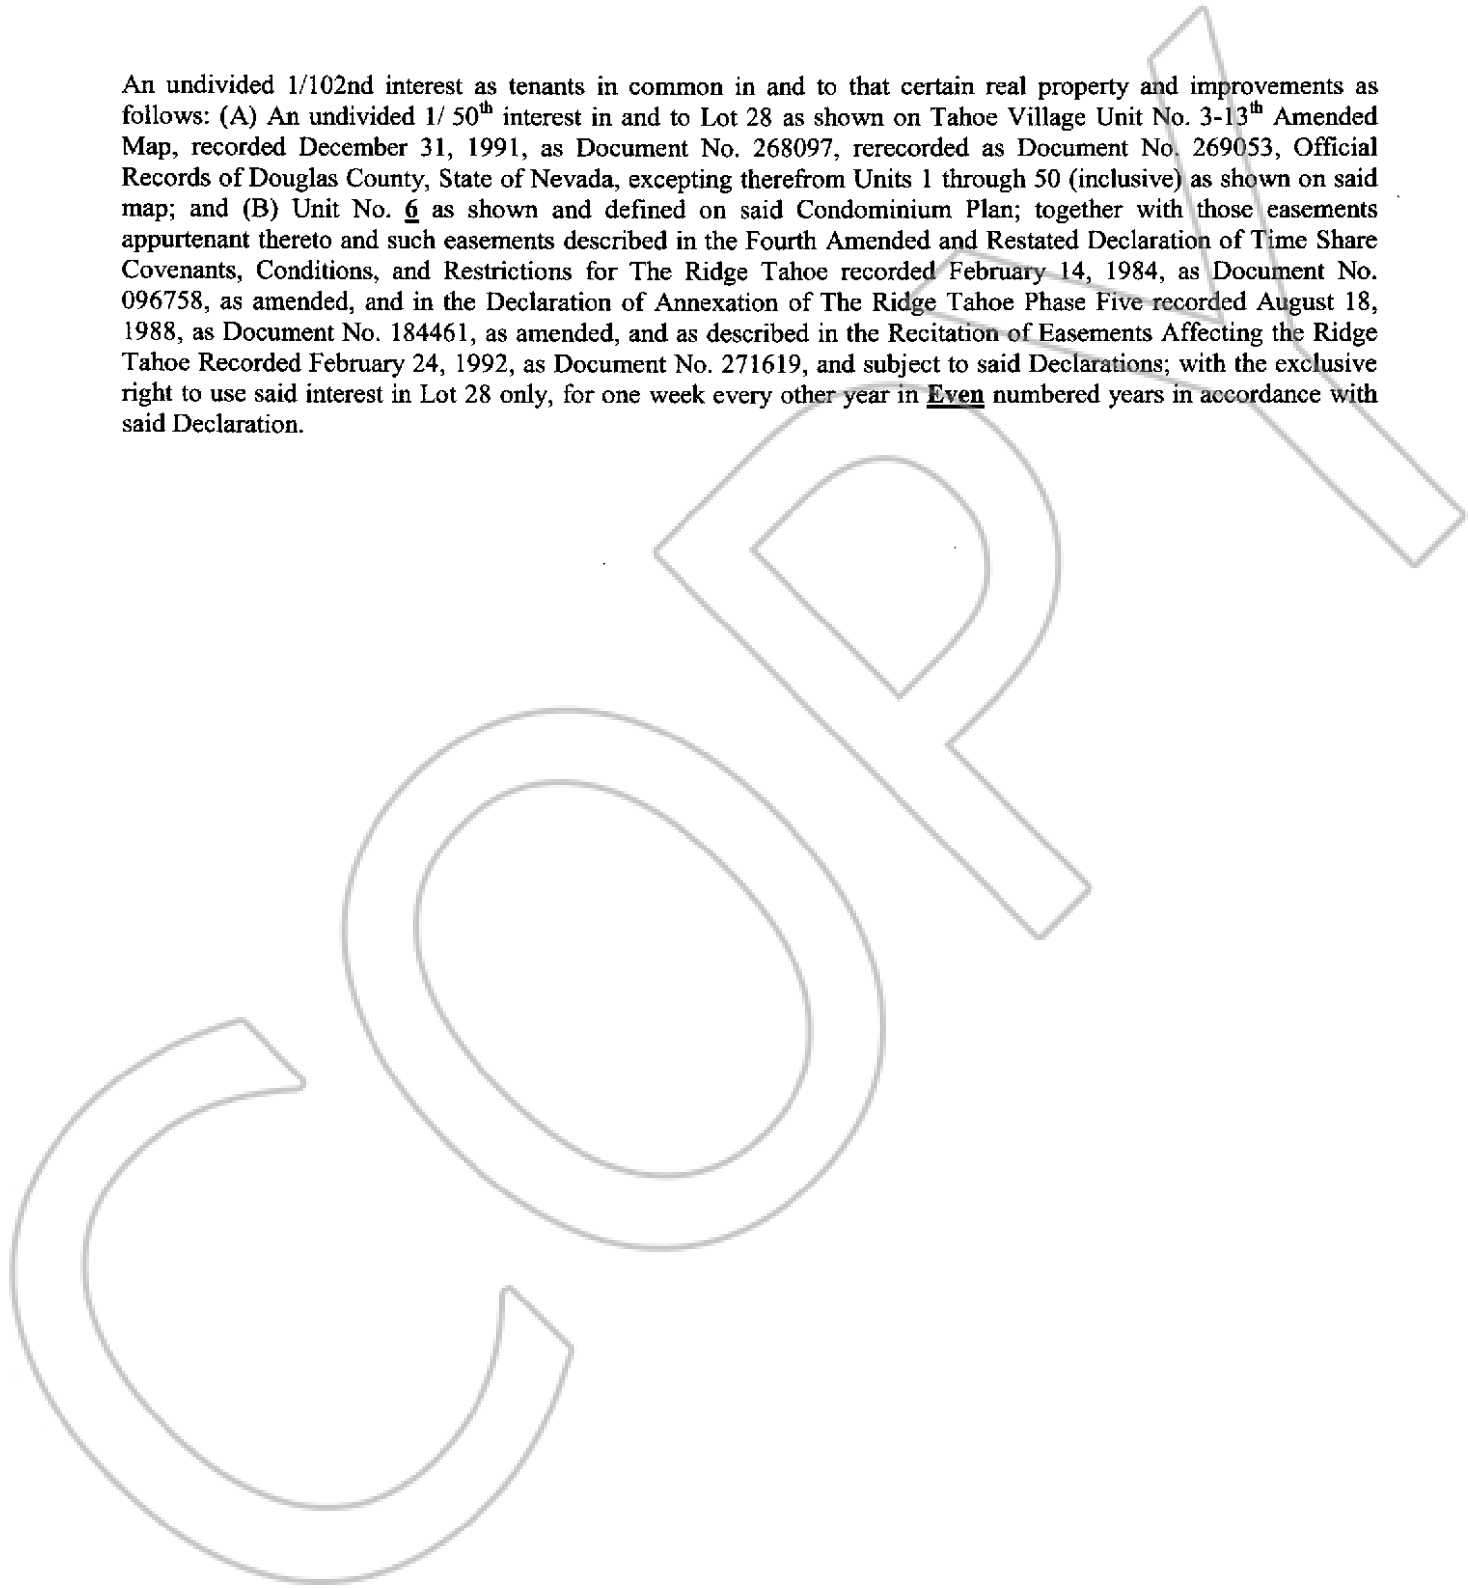 An undivided 1/102nd interest as tenants in common in and to that certain real property and improvements as
follows: (A) An undivided 1/ 50th interest in and to Lot 28 as shown on Tahoe Village Unit No. 3-13th Amended
Map, recorded December 31, 1991, as Document No. 268097, rerecorded as Document No. 269053, Official
Records of Douglas County, State of Nevada, excepting therefrom Units 1 through 50 (inclusive) as shown on said
map; and (B) Unit No. 6 as shown and defined on said Condominium Plan; together with those easements
appurtenant thereto and such easements described in the Fourth Amended and Restated Declaration of Time Share
Covenants, Conditions, and Restrictions for The Ridge Tahoe recorded February 14, 1984, as Document No.
096758, as amended, and in the Declaration of Annexation of The Ridge Tahoe Phase Five recorded August 18,
1988, as Document No. 184461, as amended, and as described in the Recitation of Easements Affecting the Ridge
Tahoe Recorded February 24, 1992, as Document No. 271619, and subject to said Declarations; with the exclusive
right to use said interest in Lot 28 only, for one week every other year in Even numbered years in accordance with
said Declaration.
COPY